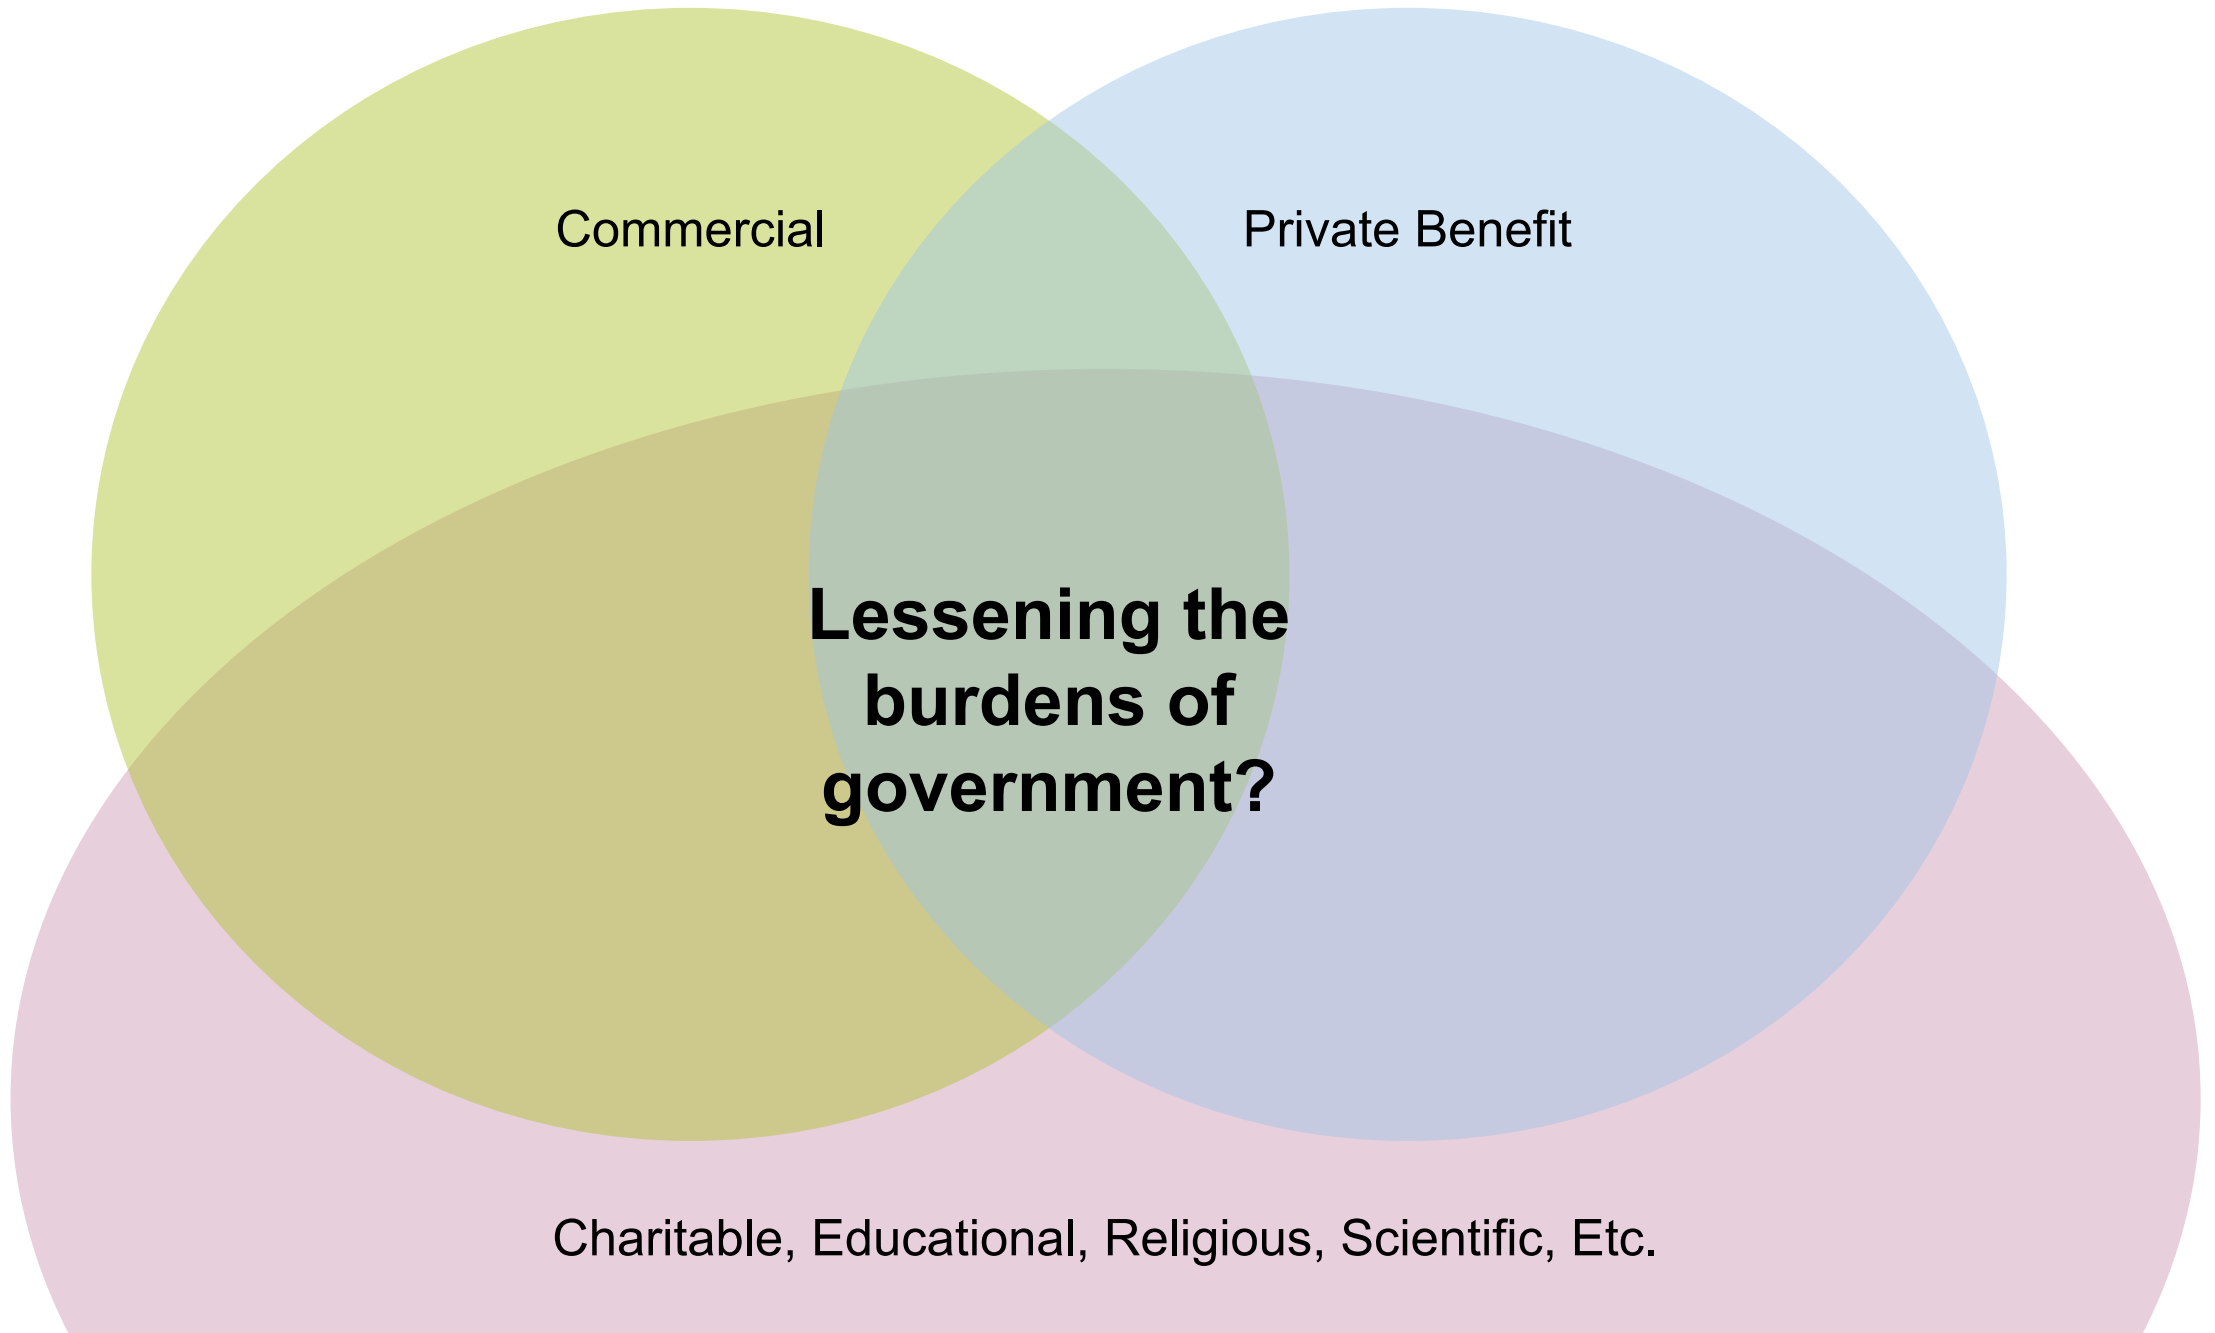 Commercial
Private Benefit
Lessening the
burdens of
government?
Charitable, Educational, Religious, Scientific, Etc.